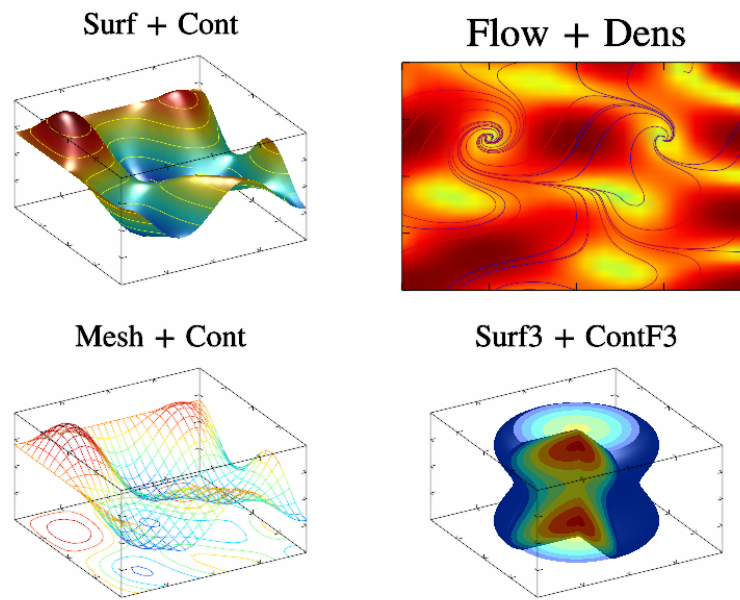 Surf + Cont
Flow + Dens
Mesh + Cont
Surf3 + ContF3